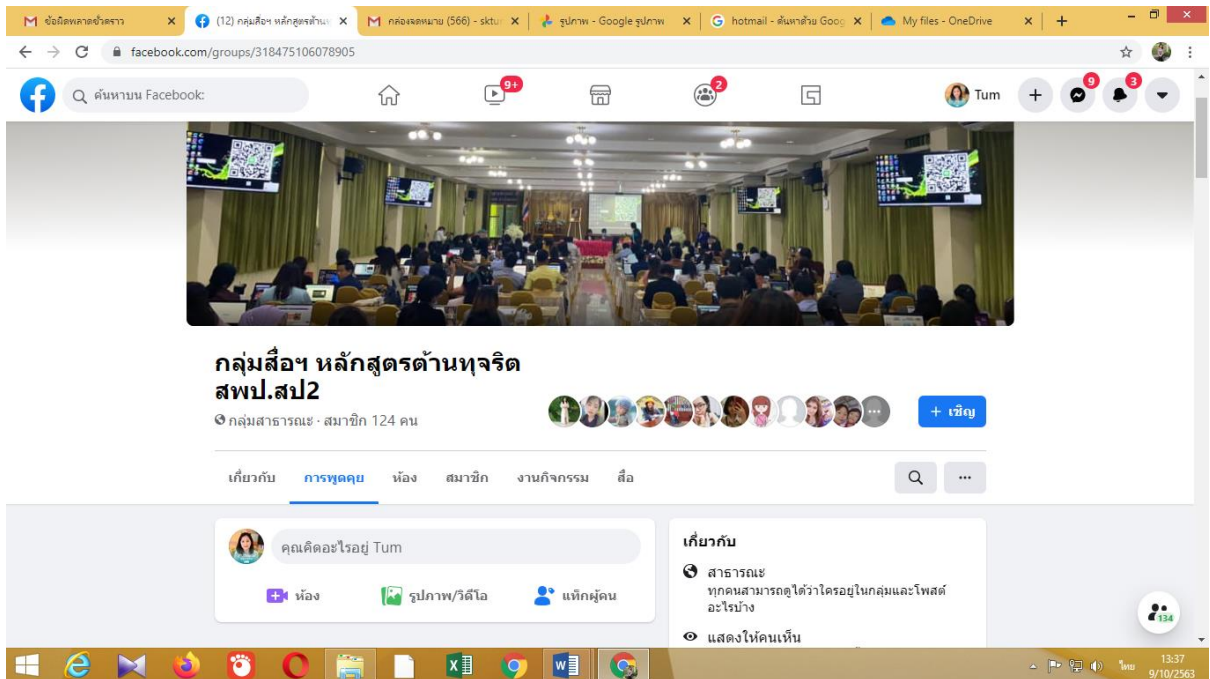 ข้อผิดพลาดชั่วคราว
(12) กลุ่มสื่อฯ หลักสูตรต้านท
กล่องจดหมาย (566) - sktu
รูปภาพ - Google รูปภาพ
hotmail - ค้นหาด้วย Goog
My files - OneDrive
facebook.com/groups/318475106078905
ค้นหาบน Facebook:
9+
2
Tum
9
3
กลุ่มสื่อฯ หลักสูตรต้านทุจริต
สพป.สป2
กลุ่มสาธารณะ · สมาชิก 124 คน
+ เชิญ
เกี่ยวกับ การพูดคุย ห้อง สมาชิก งานกิจกรรม สื่อ
คุณคิดอะไรอยู่ Tum
ห้อง รูปภาพ/วิดีโอ แท็กผู้คน
เกี่ยวกับ
สาธารณะ
ทุกคนสามารถดูได้ว่าใครอยู่ในกลุ่มและโพสต์
อะไรบ้าง
แสดงให้คนเห็น
134
ไทย
13:37
9/10/2563